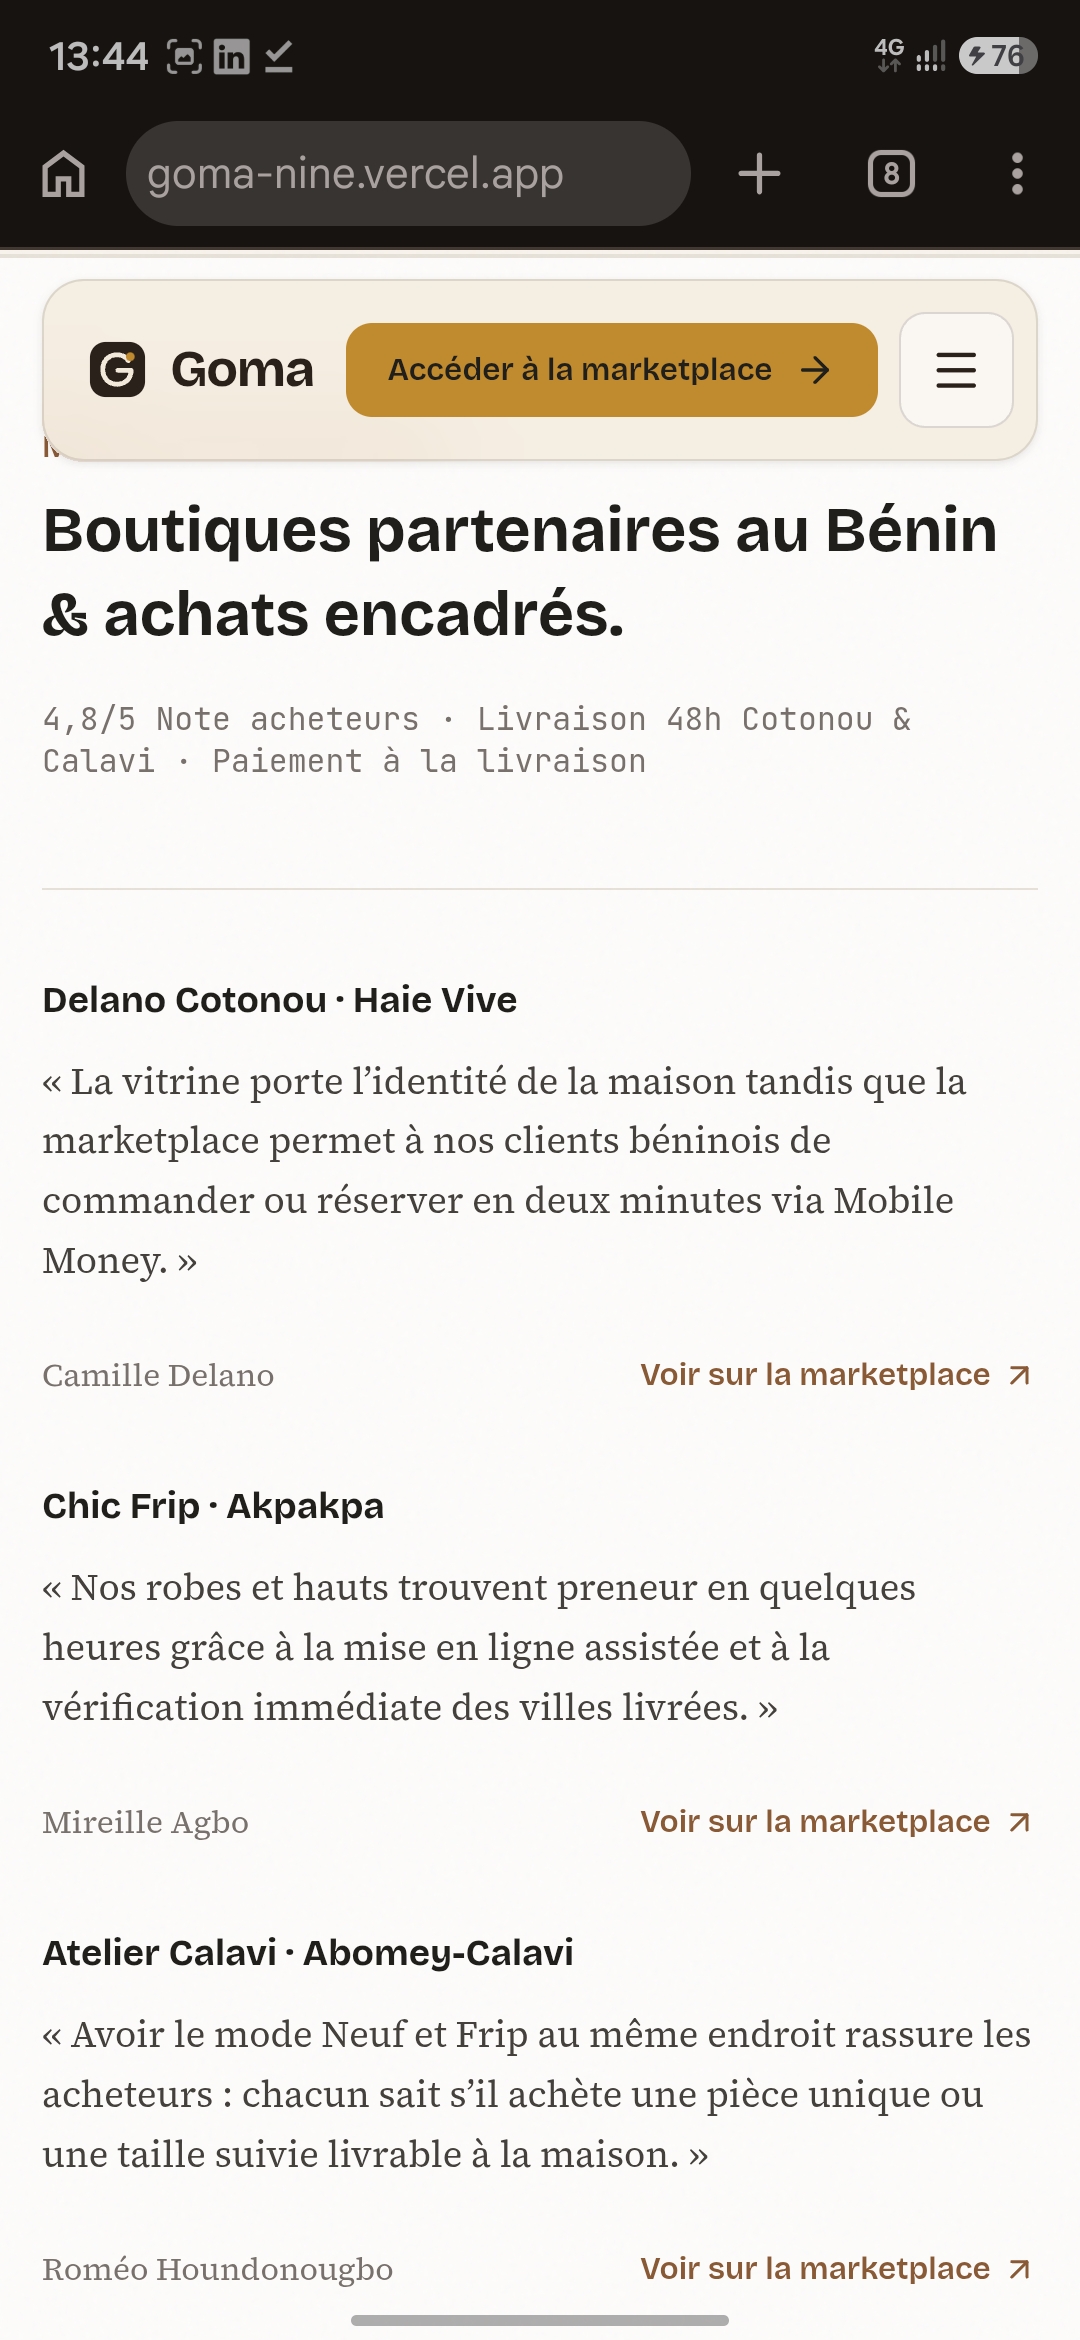 13:44
4G
76
goma-nine.vercel.app
8
Goma
Accéder à la marketplace
Boutiques partenaires au Bénin
& achats encadrés.
4,8/5 Note acheteurs · Livraison 48h Cotonou &
Calavi · Paiement à la livraison
Delano Cotonou · Haie Vive
« La vitrine porte l’identité de la maison tandis que la
marketplace permet à nos clients béninois de
commander ou réserver en deux minutes via Mobile
Money. »
Camille Delano
Voir sur la marketplace
Chic Frip · Akpakpa
« Nos robes et hauts trouvent preneur en quelques
heures grâce à la mise en ligne assistée et à la
vérification immédiate des villes livrées. »
Mireille Agbo
Voir sur la marketplace
Atelier Calavi · Abomey-Calavi
« Avoir le mode Neuf et Frip au même endroit rassure les
acheteurs : chacun sait s’il achète une pièce unique ou
une taille suivie livrable à la maison. »
Roméo Houndonougbo
Voir sur la marketplace